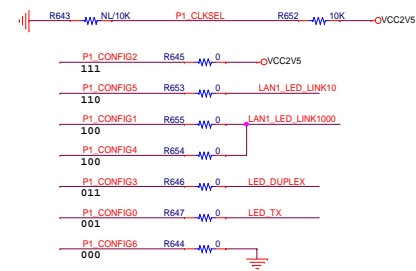 R643 NL/10K P1_CLKSEL R652 10K VCC2V5
P1_CONFIG2 R645 0 VCC2V5
111
P1_CONFIG5 R653 0 LAN1_LED_LINK10
110
P1_CONFIG1 R655 0 LAN1_LED_LINK1000
100
P1_CONFIG4 R654 0
100
P1_CONFIG3 R646 0 LED_DUPLEX
011
P1_CONFIG0 R647 0 LED_TX
001
P1_CONFIG6 R644 0
000